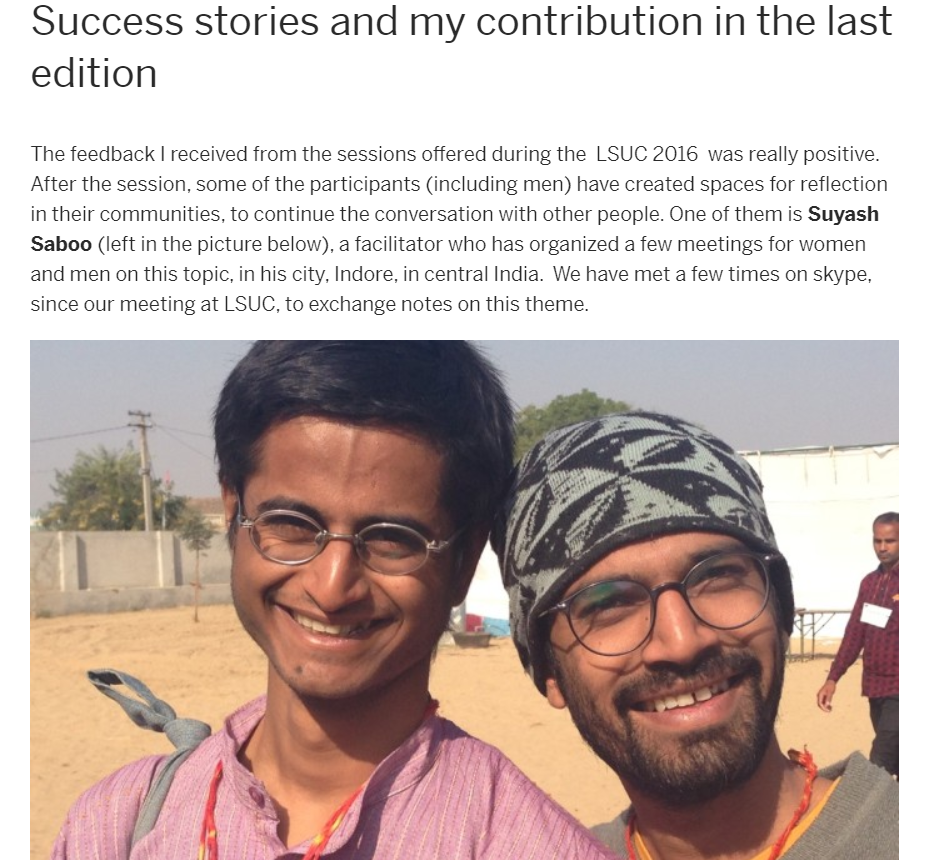 Success stories and my contribution in the last
edition
The feedback I received from the sessions offered during the LSUC 2016 was really positive.
After the session, some of the participants (including men) have created spaces for reflection
in their communities, to continue the conversation with other people. One of them is Suyash
Saboo (left in the picture below), a facilitator who has organized a few meetings for women
and men on this topic, in his city, Indore, in central India. We have met a few times on skype,
since our meeting at LSUC, to exchange notes on this theme.